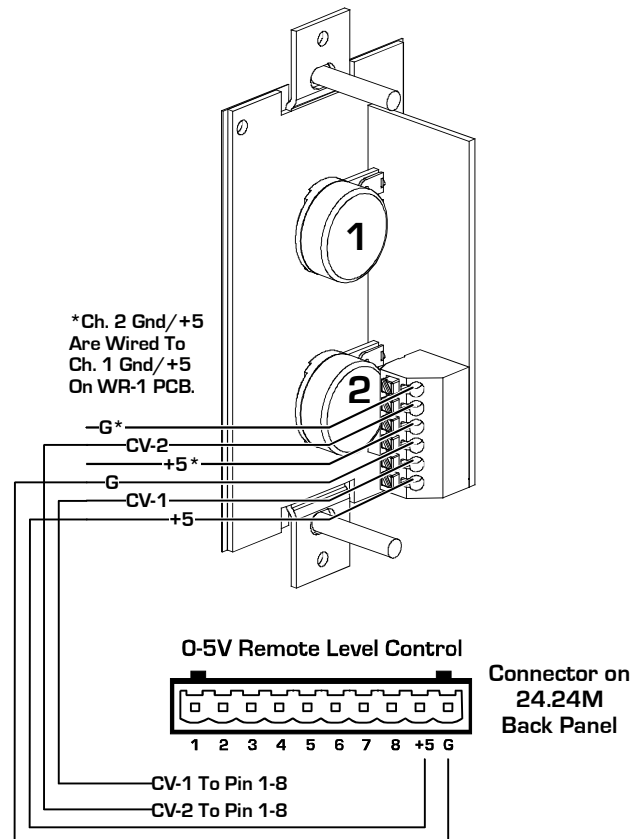 1
*Ch. 2 Gnd/+5
Are Wired To
Ch. 1 Gnd/+5
On WR-1 PCB.
2
G*
CV-2
+5*
G
CV-1
+5
0-5V Remote Level Control
Connector on
24.24M
Back Panel
1 2 3 4 5 6 7 8 +5 G
CV-1 To Pin 1-8
CV-2 To Pin 1-8